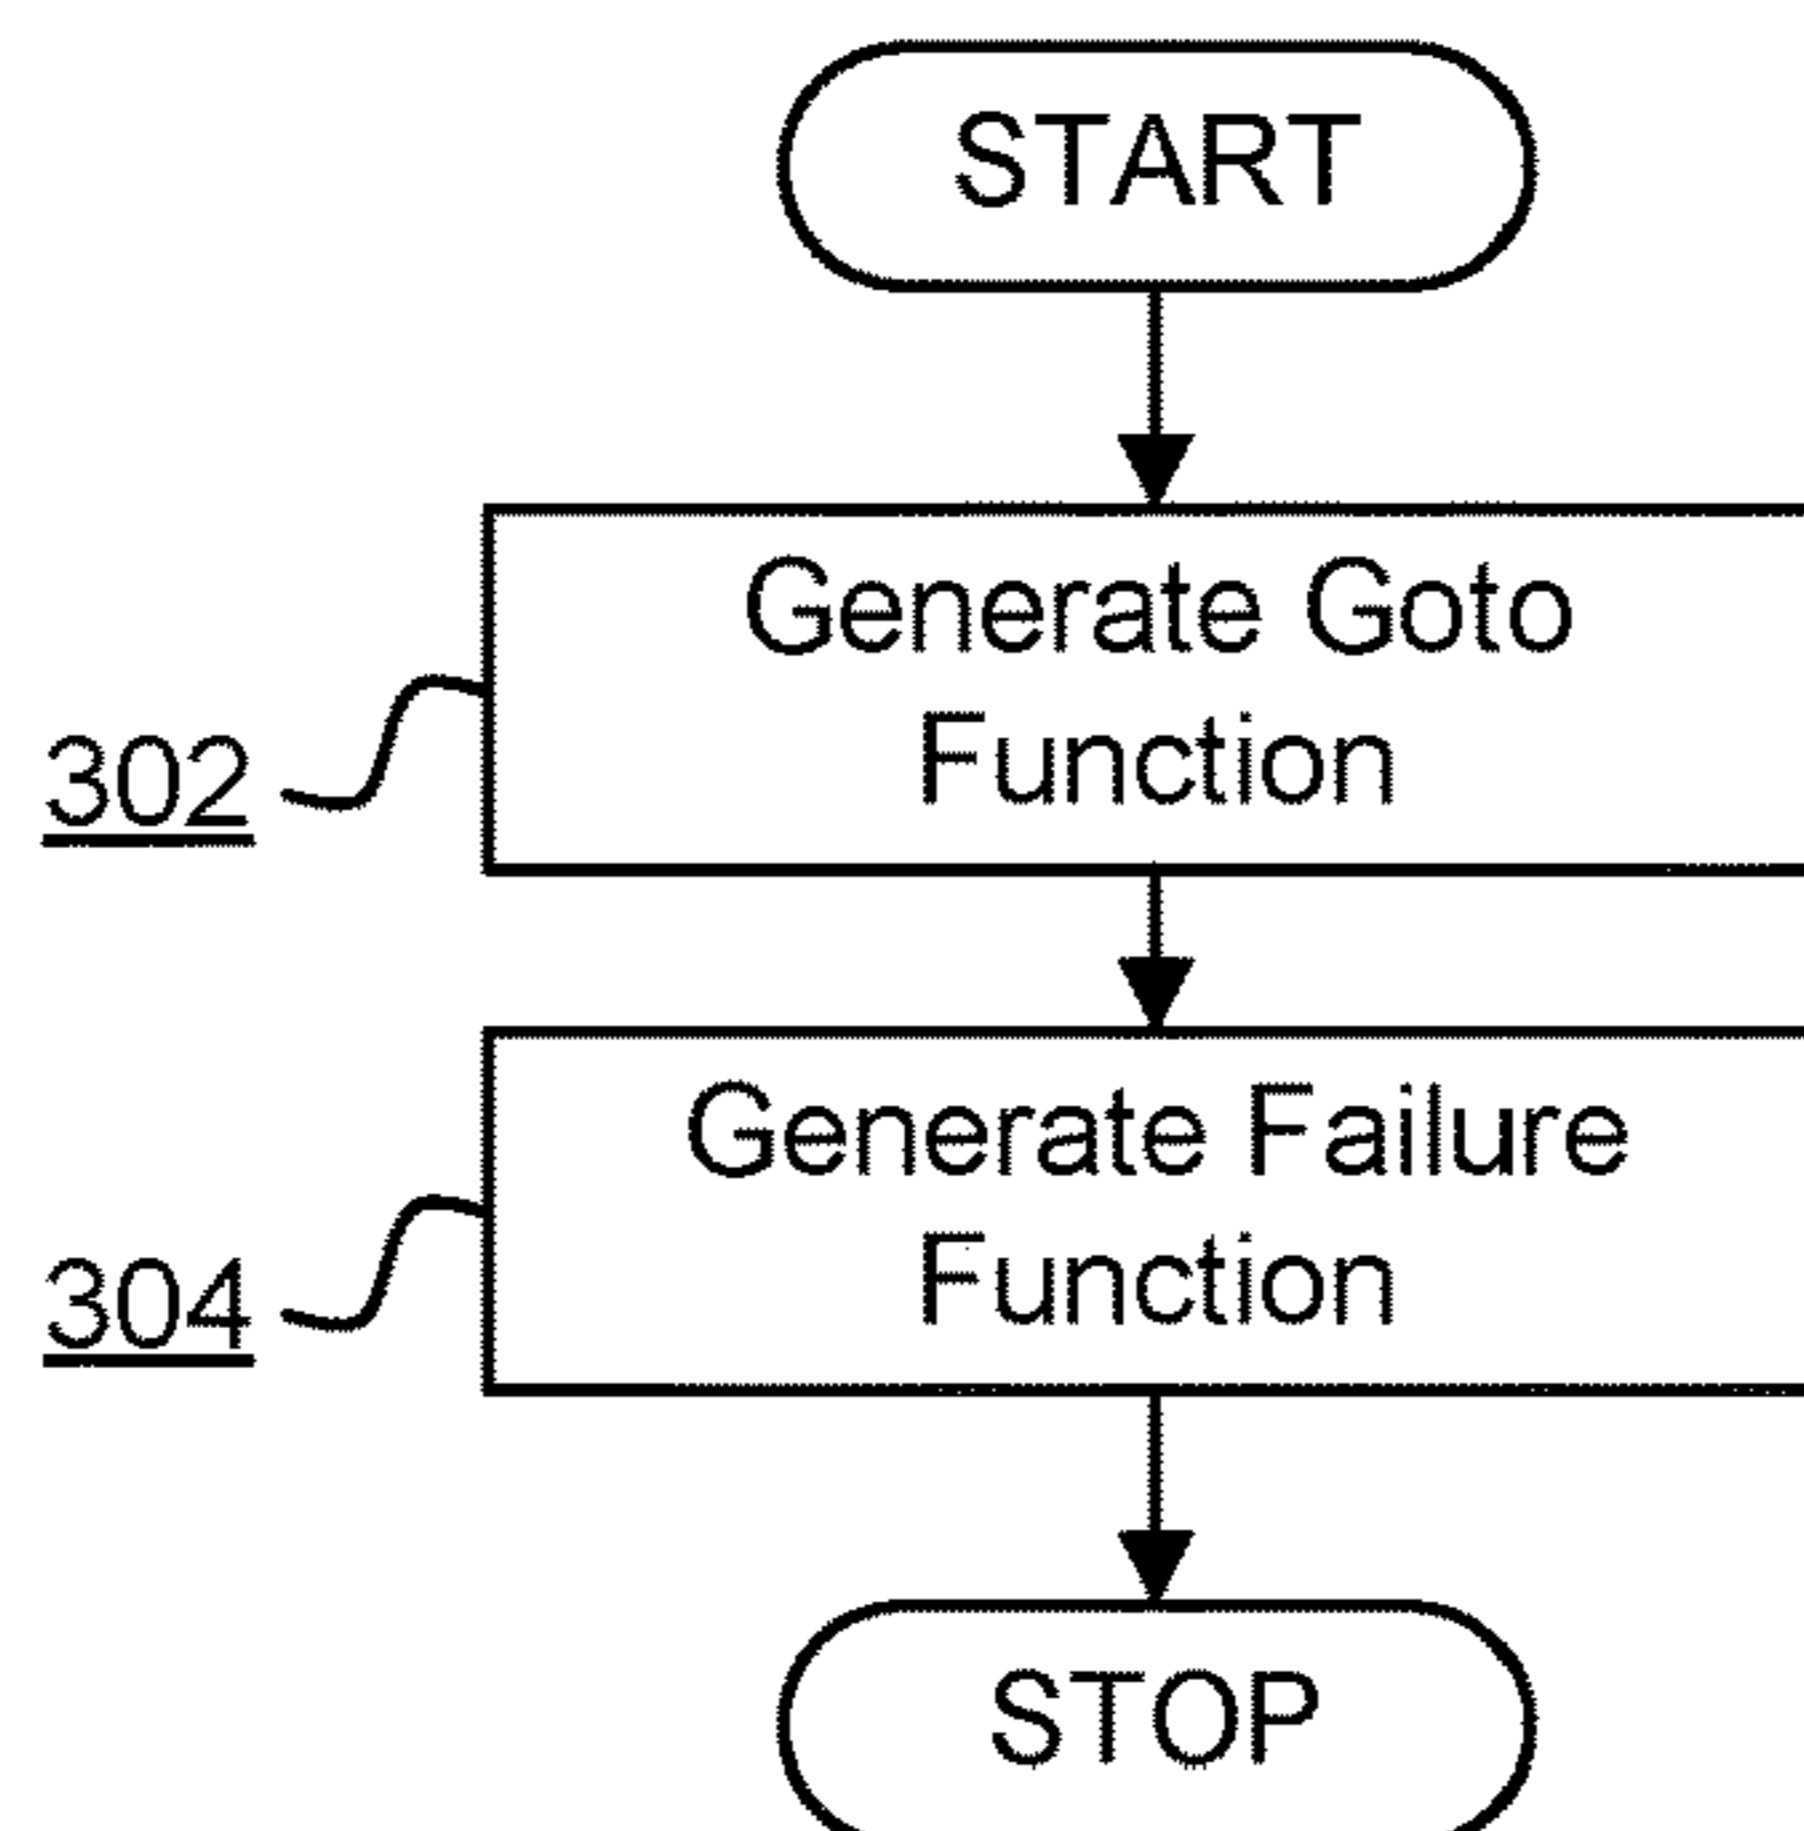 START
Generate Goto
Function
302
Generate Failure
Function
304
STOP